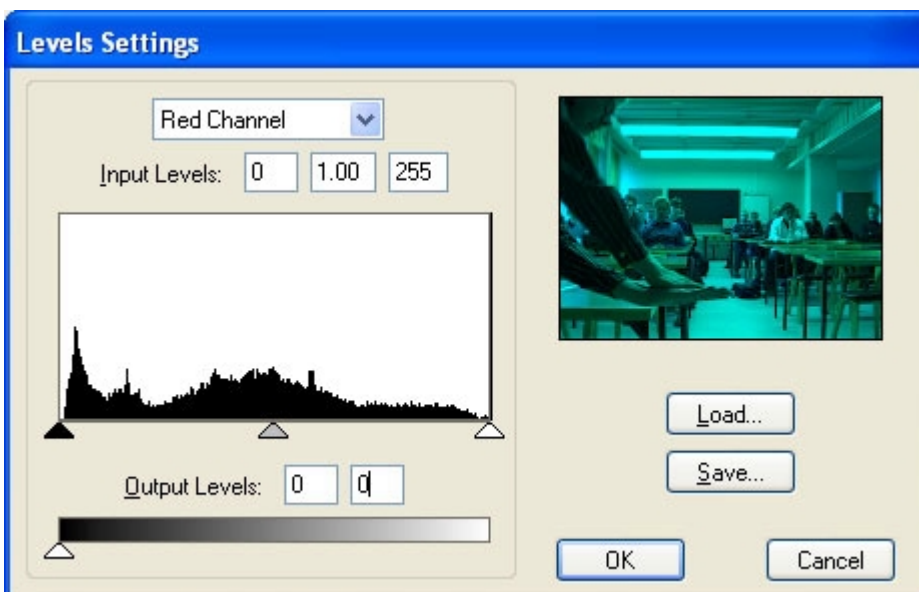 Levels Settings
Red Channel
Input Levels: 0 1.00 255
Output Levels: 0 0
Load...
Save...
OK Cancel